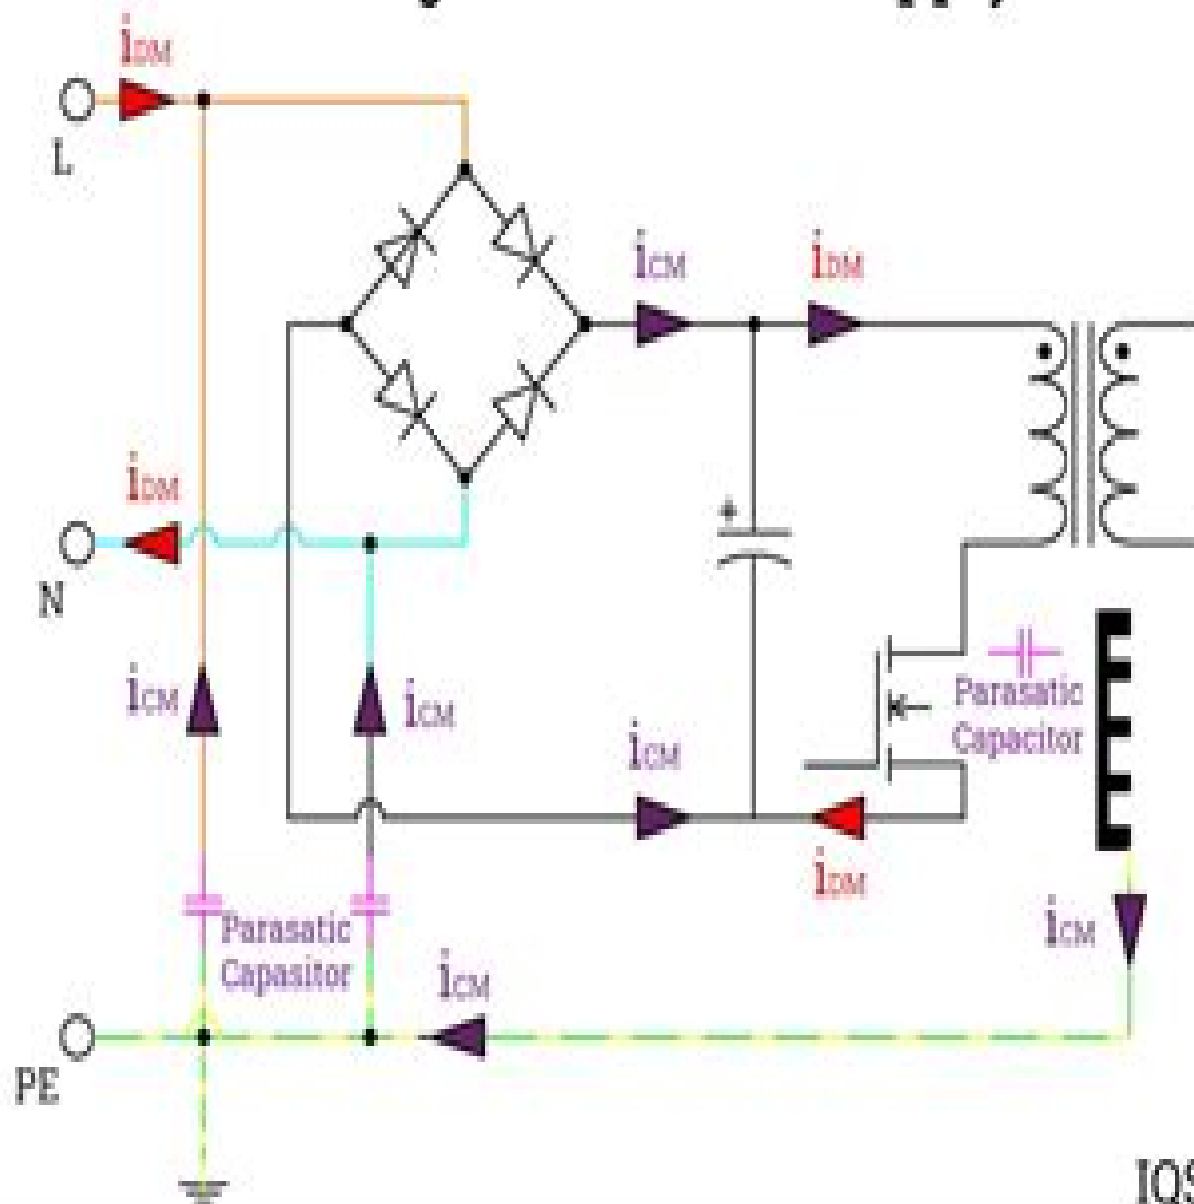 iDM
L
iCM
iDM
iDM
N
iCM
iCM
+
Parasatic
Capacitor
iCM
iDM
Parasatic
Capasitor
iCM
iCM
PE